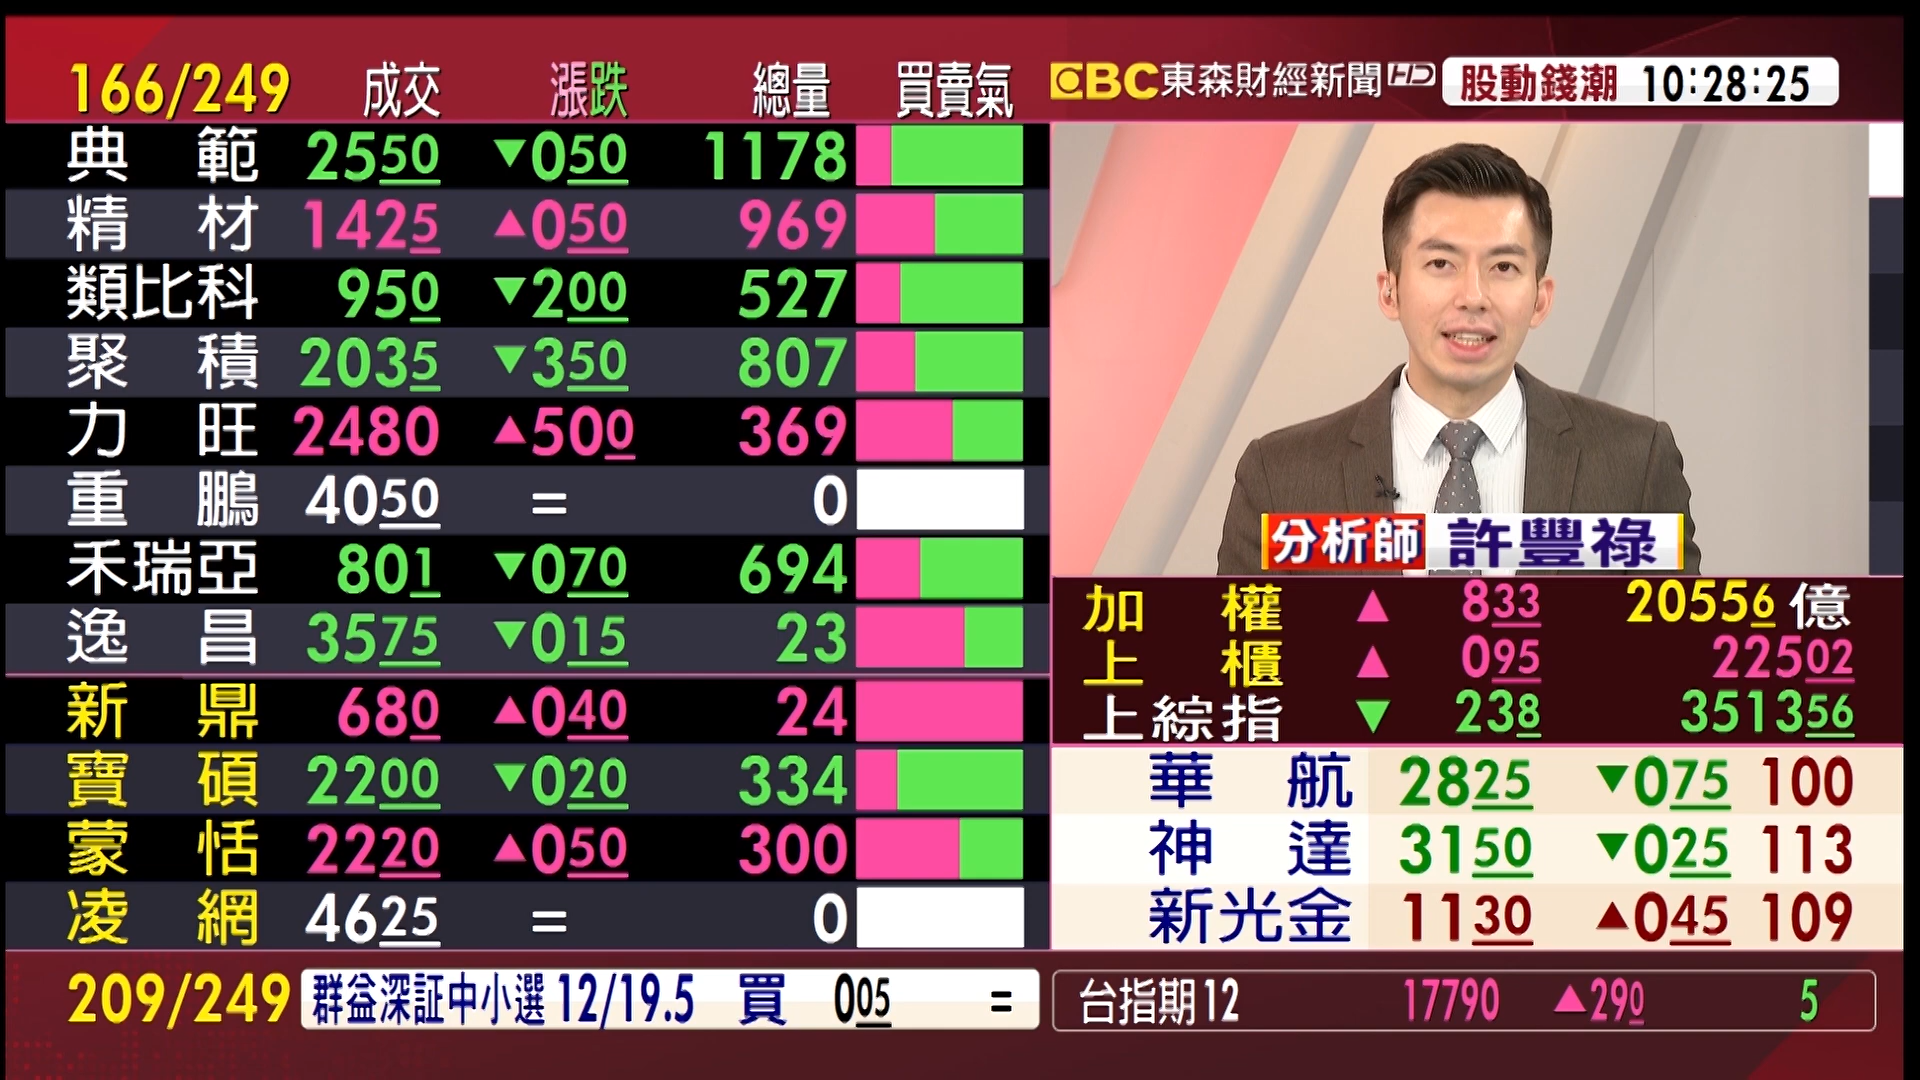 166/249 成交 漲跌 總量 買賣氣
EBC東森財經新聞HD 股動錢潮 10:28:25
典範 2550 ▼050 1178
精材 1425 ▲050 969
類比科 950 ▼200 527
聚積 2035 ▼350 807
力旺 2480 ▲500 369
重鵬 4050 = 0
禾瑞亞 801 ▼070 694
逸昌 3575 ▼015 23
新鼎 680 ▲040 24
寶碩 2200 ▼020 334
蒙恬 2220 ▲050 300
凌網 4625 = 0
分析師 許豐祿
加權 ▲ 833 205566 億
上櫃 ▲ 095 22502
上綜指 ▼ 238 351356
華航 2825 ▼075 100
神達 3150 ▼025 113
新光金 1130 ▲045 109
209/249 群益深証中小選 12/19.5 買 005 =
台指期12 17790 ▲290 5